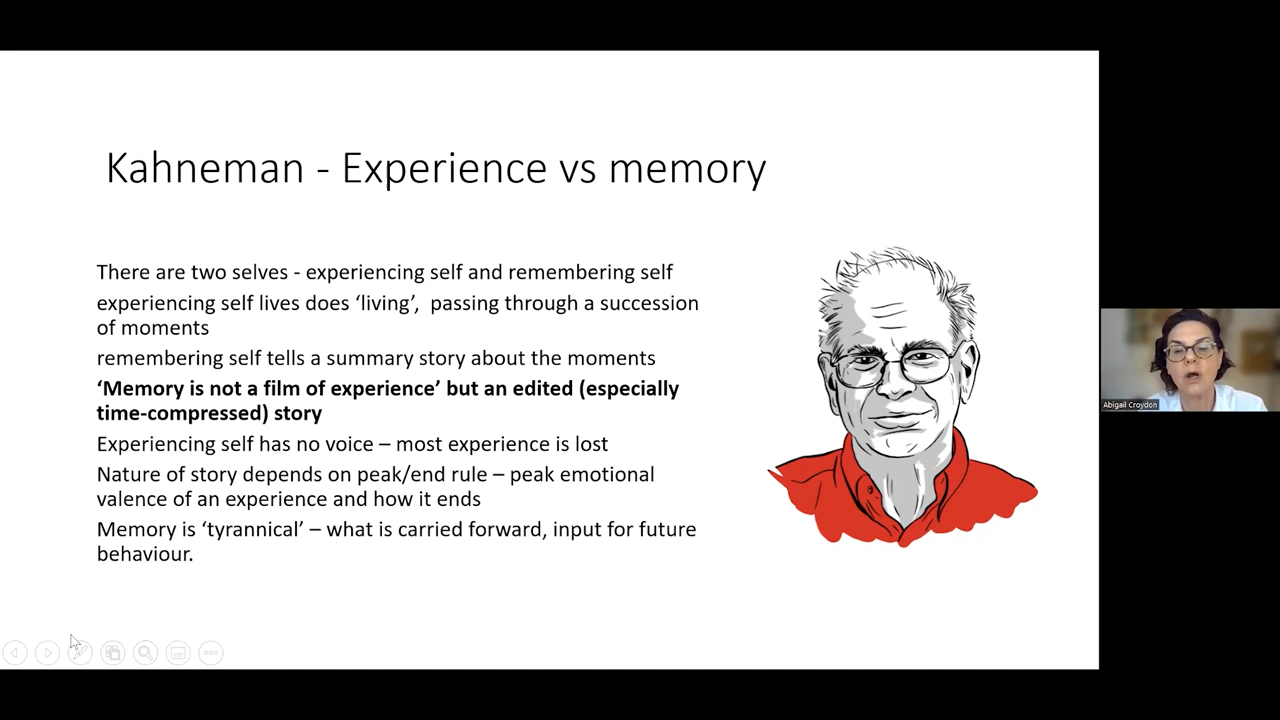 Kahneman - Experience vs memory
There are two selves - experiencing self and remembering self
experiencing self lives does ‘living’,  passing through a succession
of moments
remembering self tells a summary story about the moments
‘Memory is not a film of experience’ but an edited (especially
time-compressed) story
Experiencing self has no voice – most experience is lost
Nature of story depends on peak/end rule – peak emotional
valence of an experience and how it ends
Memory is ‘tyrannical’ – what is carried forward, input for future
behaviour.
Abigail Croydon